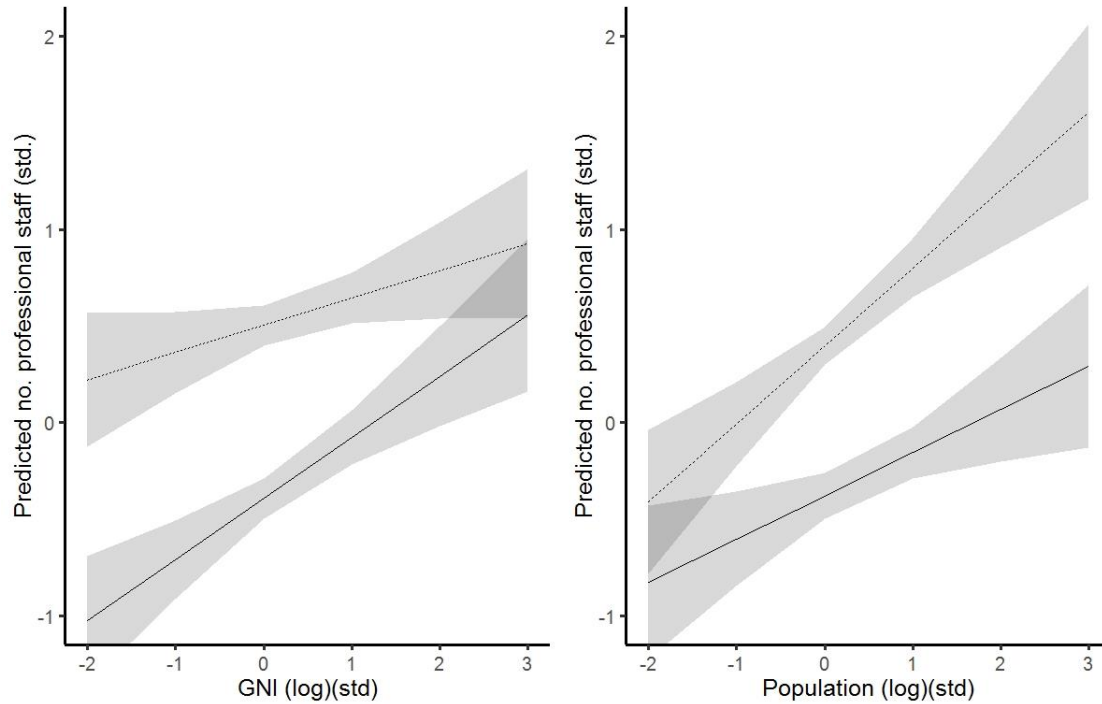 Predicted no. professional staff (std.)
2
1
0
-1
-2 -1 0 1 2 3
GNI (log)(std)
Predicted no. professional staff (std.)
2
1
0
-1
-2 -1 0 1 2 3
Population (log)(std)